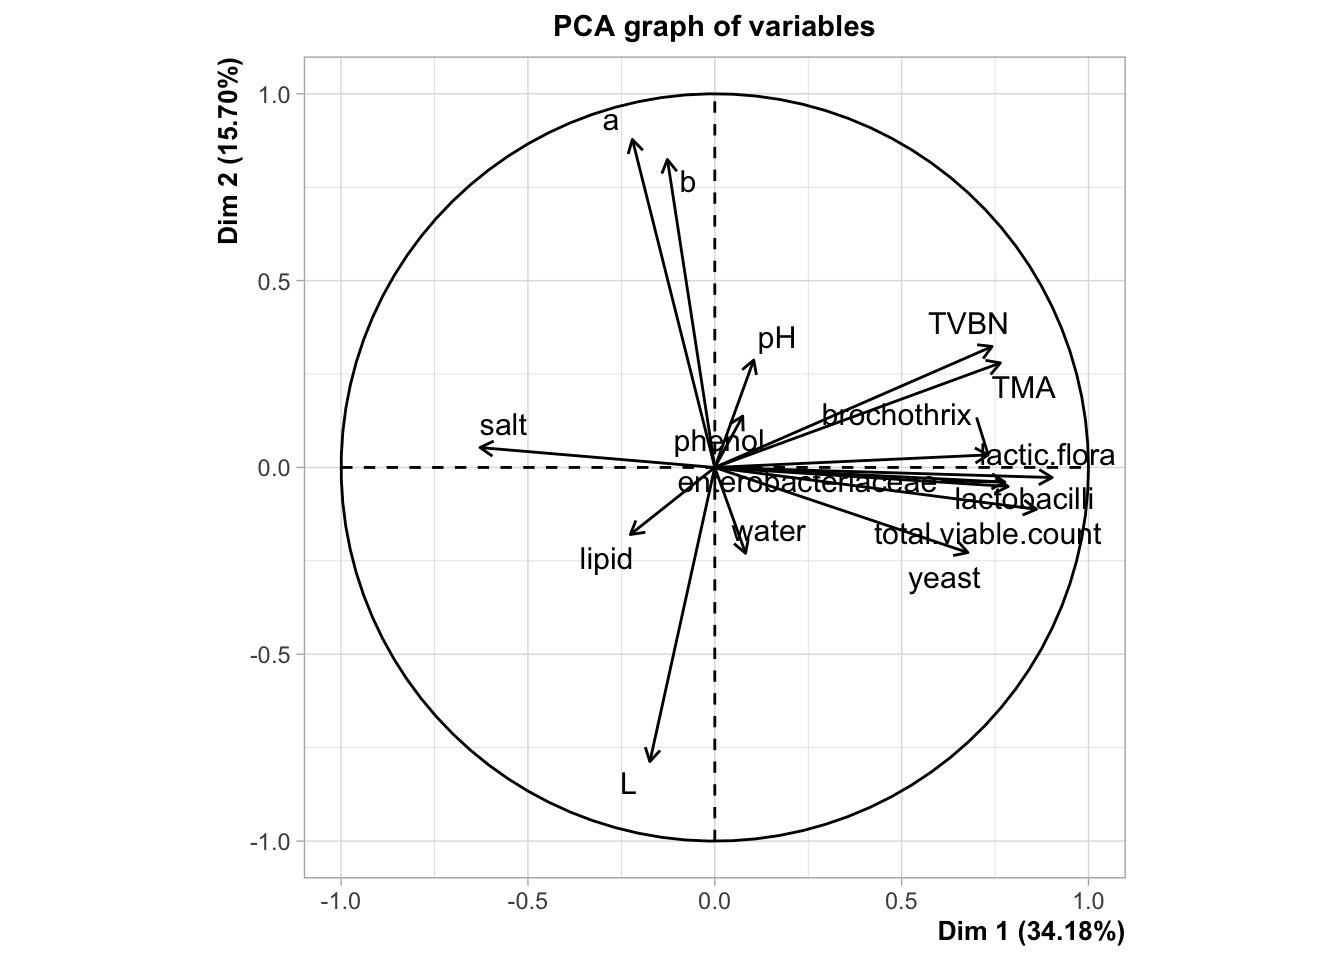 PCA graph of variables
Dim 2 (15.70%)
1.0
0.5
0.0
-0.5
-1.0
a
b
pH
TVBN
TMA
brochothrix
salt
phenol
lactic.flora
enterobacteriaceae
lactobacilli
water
total.viable.count
lipid
yeast
L
-1.0
-0.5
0.0
0.5
1.0
Dim 1 (34.18%)